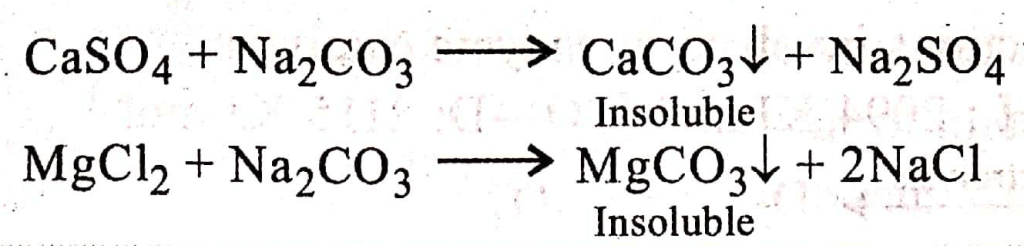 CaSO₄ + Na₂CO₃ ⟶ CaCO₃↓ + Na₂SO₄
Insoluble
MgCl₂ + Na₂CO₃ ⟶ MgCO₃↓ + 2NaCl
Insoluble